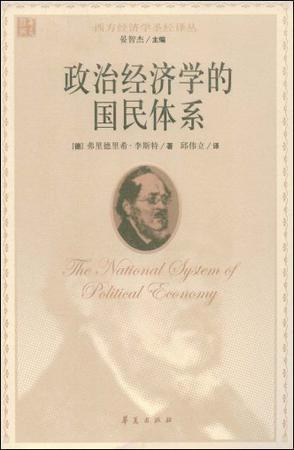 西方经济学圣经译丛
晏智杰/主编
政治经济学的
国民体系
[德] 弗里德里希·李斯特/著 邱伟立/译
The National System of
Political Economy
华夏出版社